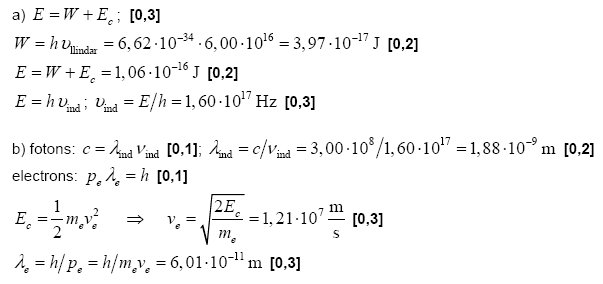 a) E = W + E_c ; [0,3]
W = hυ_llindar = 6,62·10^-34 ·6,00·10^16 = 3,97·10^-17 J [0,2]
E = W + E_c = 1,06·10^-16 J [0,2]
E = hυ_ind ; υ_ind = E/h = 1,60·10^17 Hz [0,3]
b) fotons: c = λ_ind ν_ind [0,1]; λ_ind = c/ν_ind = 3,00·10^8/1,60·10^17 = 1,88·10^-9 m [0,2]
electrons: p_e λ_e = h [0,1]
E_c = 1/2 m_e v_e^2 ⇒ v_e = √(2E_c/m_e) = 1,21·10^7 m/s [0,3]
λ_e = h/p_e = h/m_e v_e = 6,01·10^-11 m [0,3]